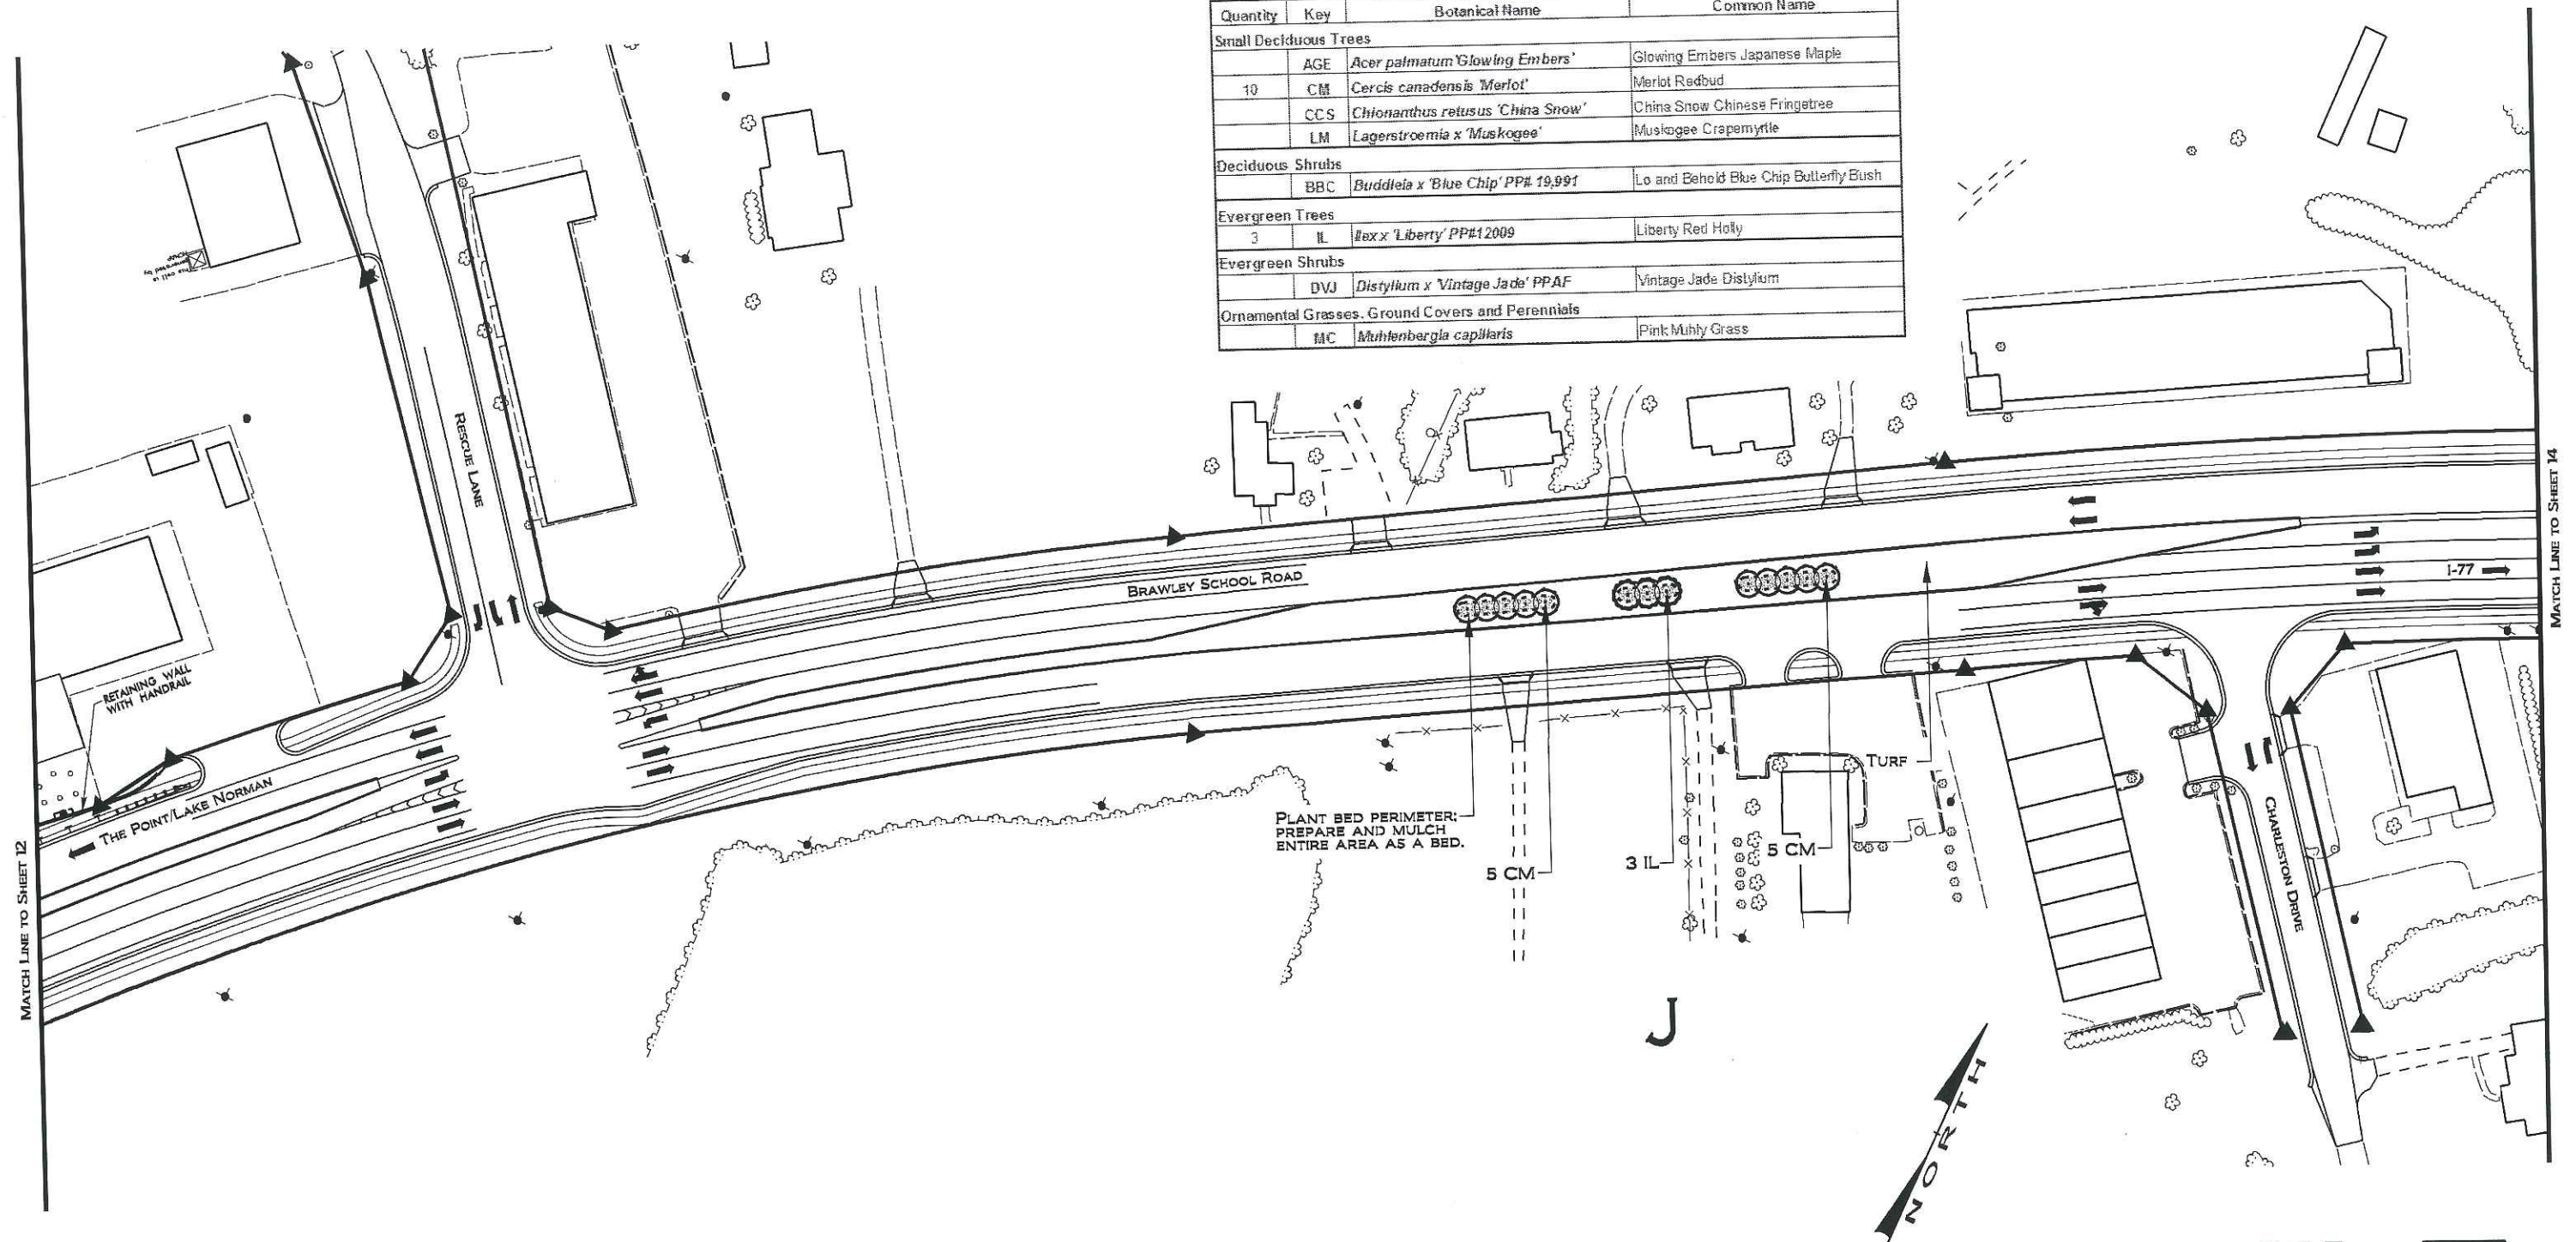 Quantity Key Botanical Name Common Name
Small Deciduous Trees
AGE Acer palmatum 'Glowing Embers' Glowing Embers Japanese Maple
10 CM Cercis canadensis 'Merlot' Merlot Redbud
CCS Chionanthus retusus 'China Snow' China Snow Chinese Fringetree
LM Lagerstroemia x 'Muskogee' Muskogee Crapemyrtle
Deciduous Shrubs
BBC Buddleia x 'Blue Chip' PP# 19,991 Lo and Behold Blue Chip Butterfly Bush
Evergreen Trees
3 IL Ilex x 'Liberty' PP#12009 Liberty Red Holly
Evergreen Shrubs
DVJ Distylium x 'Vintage Jade' PPAF Vintage Jade Distylium
Ornamental Grasses, Ground Covers and Perennials
MC Muhlenbergia capillaris Pink Muhly Grass
This cell is
generated by
RESCUE LANE
BRAWLEY SCHOOL ROAD
I-77
MATCH LINE TO SHEET 14
RETAINING WALL
WITH HANDRAIL
THE POINT/LAKE NORMAN
MATCH LINE TO SHEET 12
PLANT BED PERIMETER;
PREPARE AND MULCH
ENTIRE AREA AS A BED.
5 CM
3 IL
5 CM
TURF
CHARLESTON DRIVE
J
NORTH